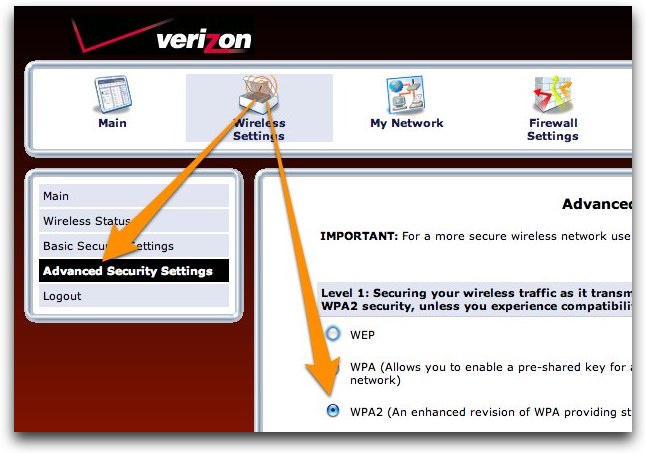 verizon
Main
Wireless
Settings
My Network
Firewall
Settings
Main
Wireless Status
Basic Security Settings
Advanced Security Settings
Logout
Advanced
IMPORTANT: For a more secure wireless network use
Level 1: Securing your wireless traffic as it transm
WPA2 security, unless you experience compatibili
WEP
WPA (Allows you to enable a pre-shared key for a
network)
WPA2 (An enhanced revision of WPA providing st